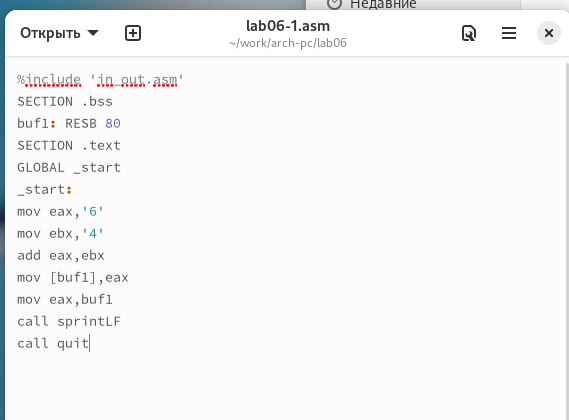 Недавние
Открыть
lab06-1.asm
~/work/arch-pc/lab06
%include 'in_out.asm'
SECTION .bss
buf1: RESB 80
SECTION .text
GLOBAL _start
_start:
mov eax,'6'
mov ebx,'4'
add eax,ebx
mov [buf1],eax
mov eax,buf1
call sprintLF
call quit